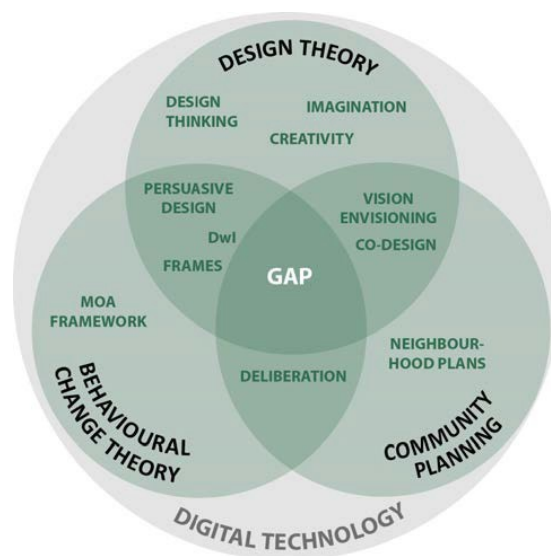 DESIGN THEORY
DESIGN
THINKING
IMAGINATION
CREATIVITY
PERSUASIVE
DESIGN
DwI
FRAMES
VISION
ENVISIONING
CO-DESIGN
GAP
MOA
FRAMEWORK
NEIGHBOUR-
HOOD PLANS
DELIBERATION
BEHAVIOURAL
CHANGE THEORY
COMMUNITY
PLANNING
DIGITAL TECHNOLOGY